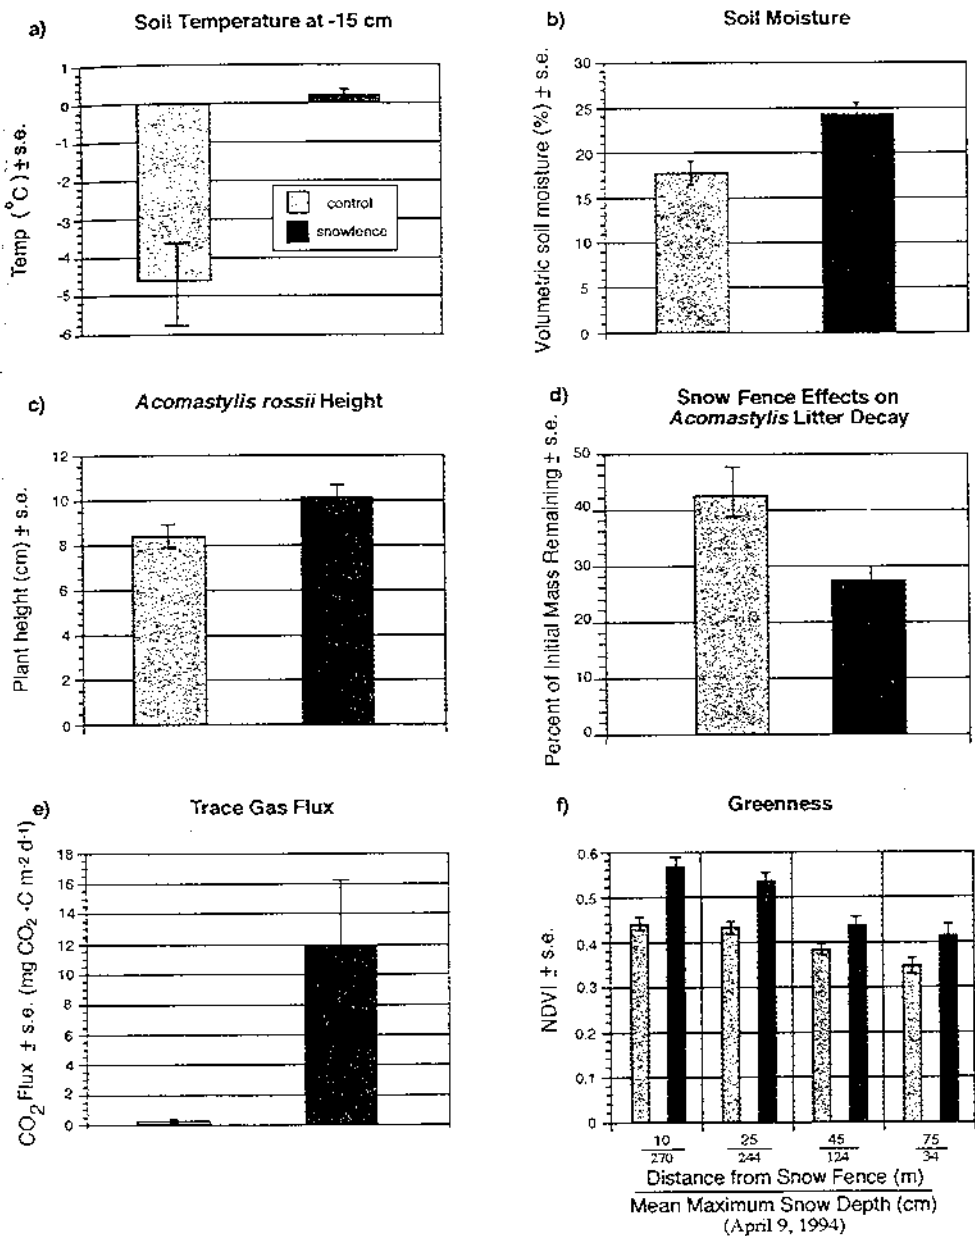 a)
Soil Temperature at -15 cm
Temp (°C) ± s.e.
1
0
-1
-2
-3
-4
-5
-6
control
snowfence
b)
Soil Moisture
Volumetric soil moisture (%) ± s.e.
30
25
20
15
10
5
0
c)
Acomastylis rossii Height
Plant height (cm) ± s.e.
12
10
8
6
4
2
0
d)
Snow Fence Effects on
Acomastylis Litter Decay
Percent of Initial Mass Remaining ± s.e.
50
40
30
20
10
0
e)
Trace Gas Flux
CO2 Flux ± s.e. (mg CO2 •C m-2 d-1)
18
16
14
12
10
8
6
4
2
0
f)
Greenness
NDVI ± s.e.
0.6
0.5
0.4
0.3
0.2
0.1
0
10 25 45 75
270 244 124 34
Distance from Snow Fence (m)
Mean Maximum Snow Depth (cm)
(April 9, 1994)